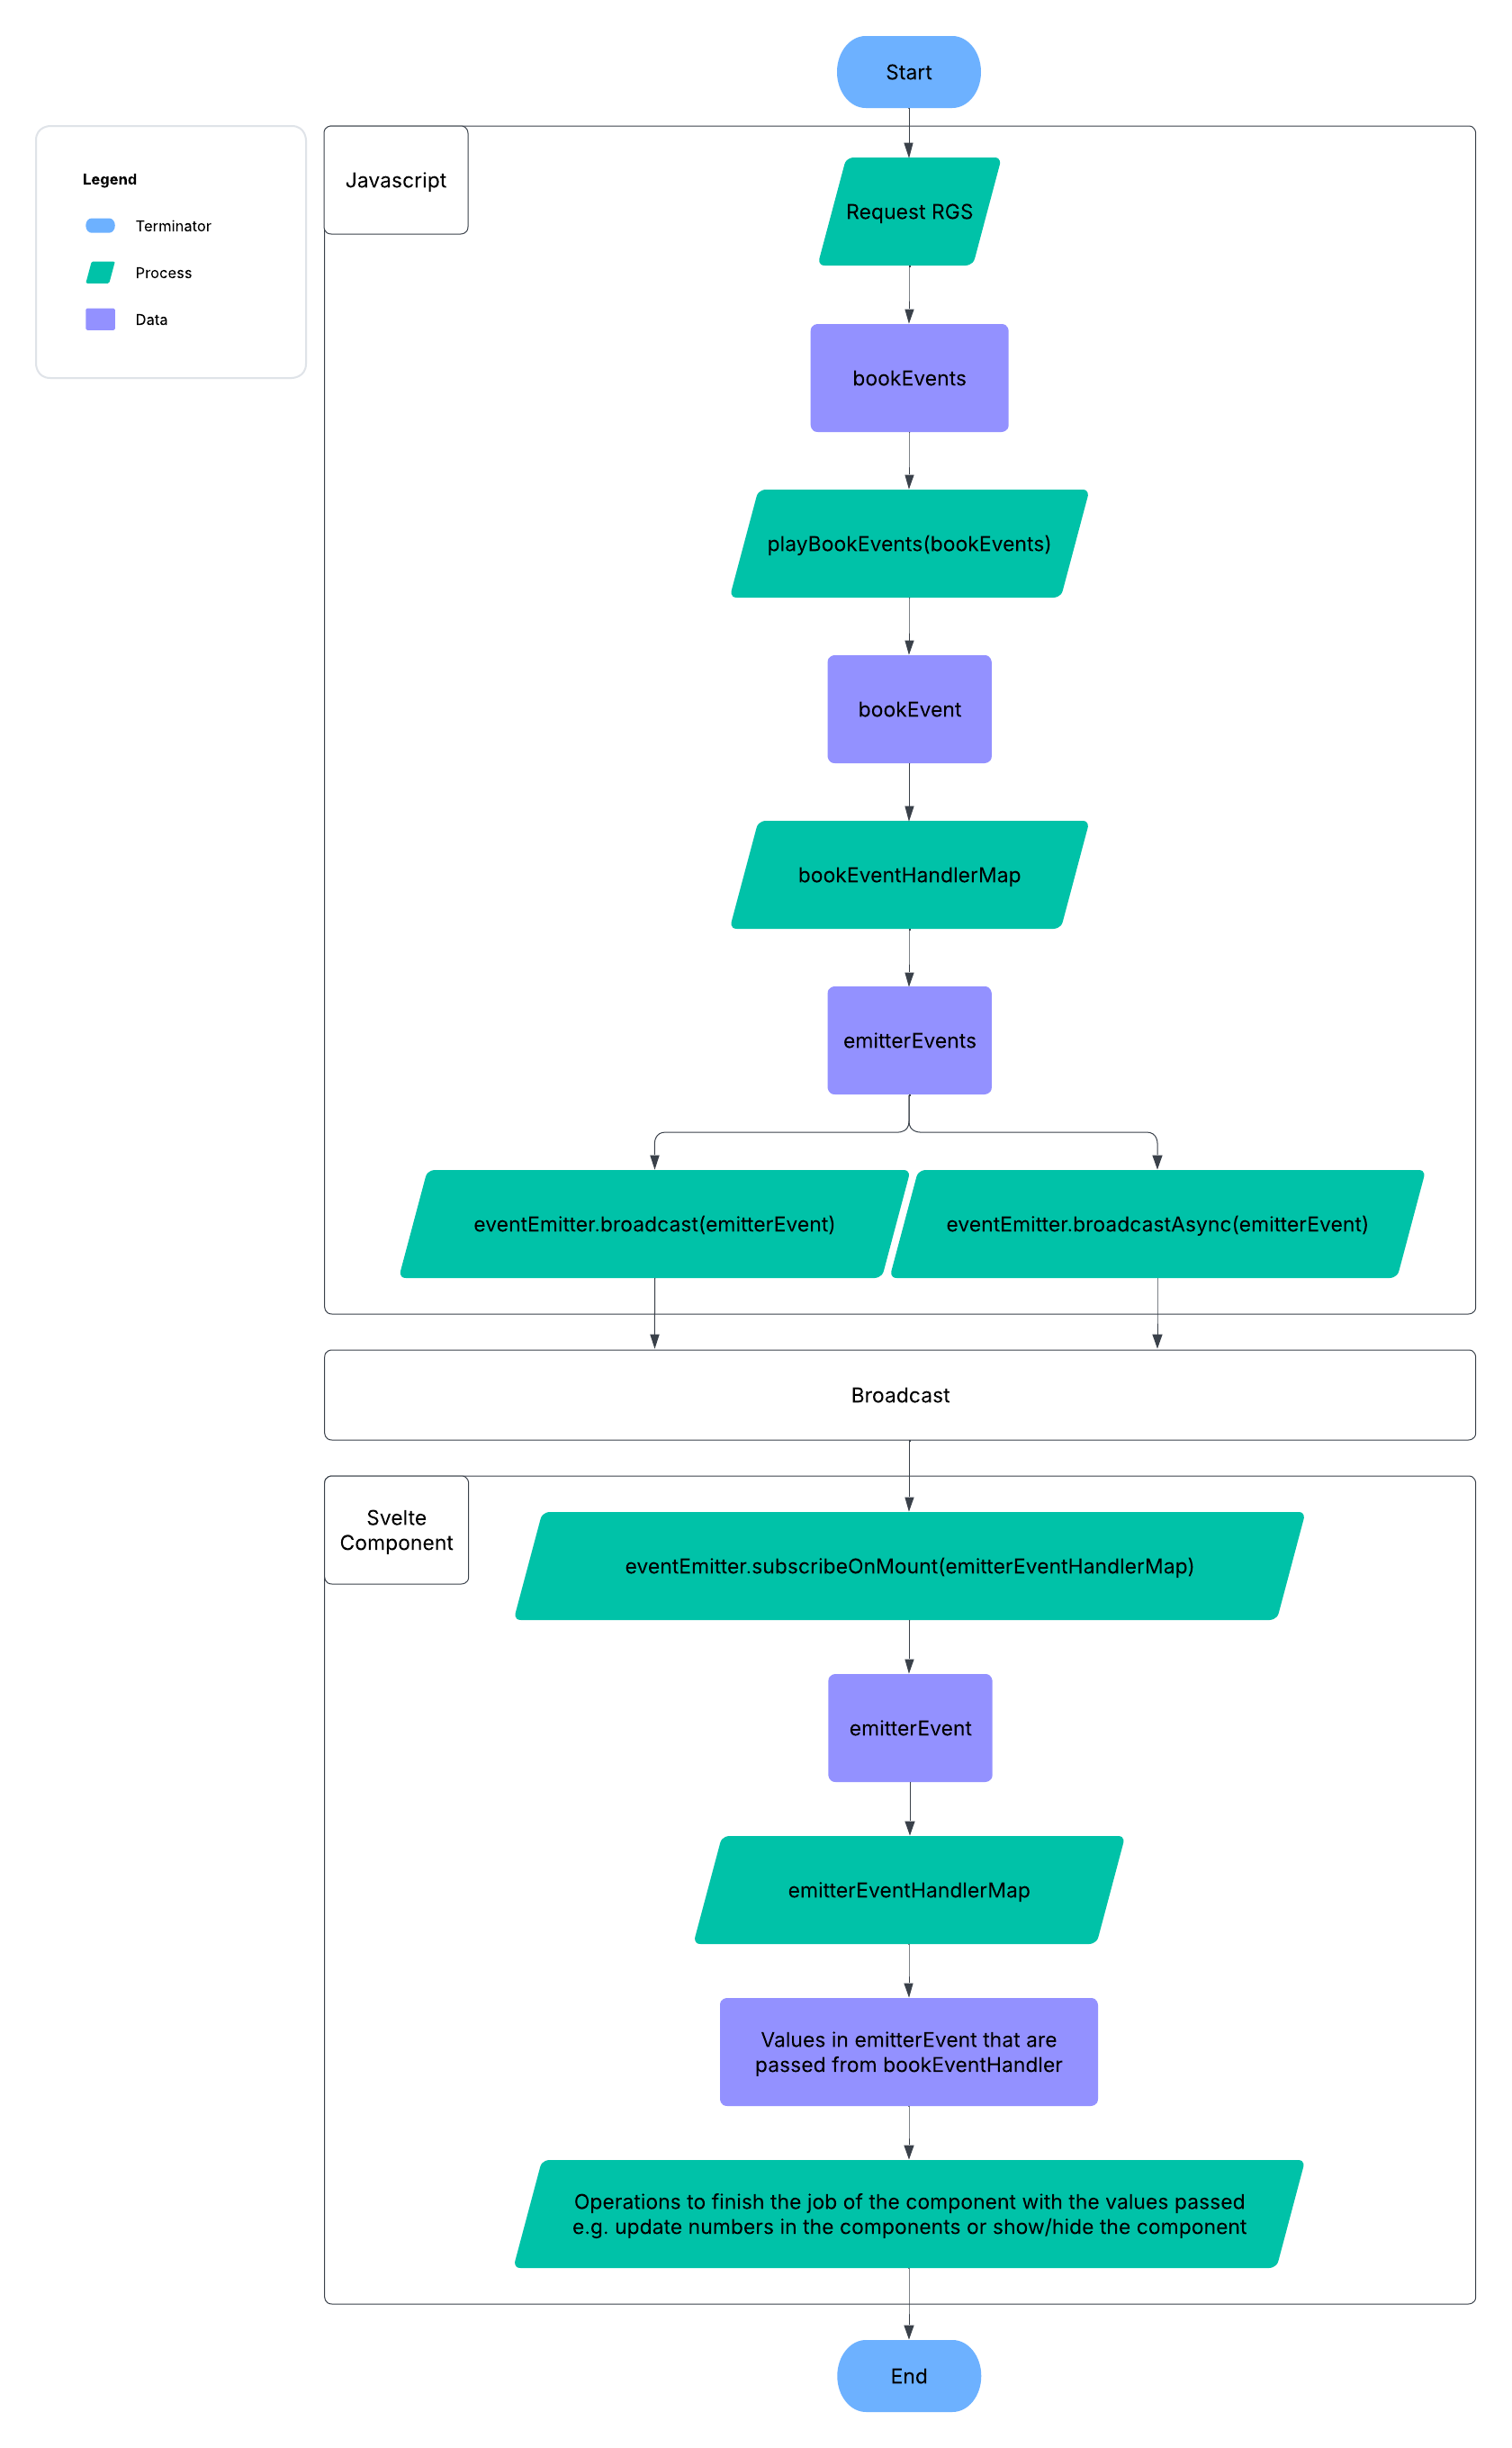 Start
Legend
Terminator
Process
Data
Javascript
Request RGS
bookEvents
playBookEvents(bookEvents)
bookEvent
bookEventHandlerMap
emitterEvents
eventEmitter.broadcast(emitterEvent)
eventEmitter.broadcastAsync(emitterEvent)
Broadcast
Svelte
Component
eventEmitter.subscribeOnMount(emitterEventHandlerMap)
emitterEvent
emitterEventHandlerMap
Values in emitterEvent that are
passed from bookEventHandler
Operations to finish the job of the component with the values passed
e.g. update numbers in the components or show/hide the component
End